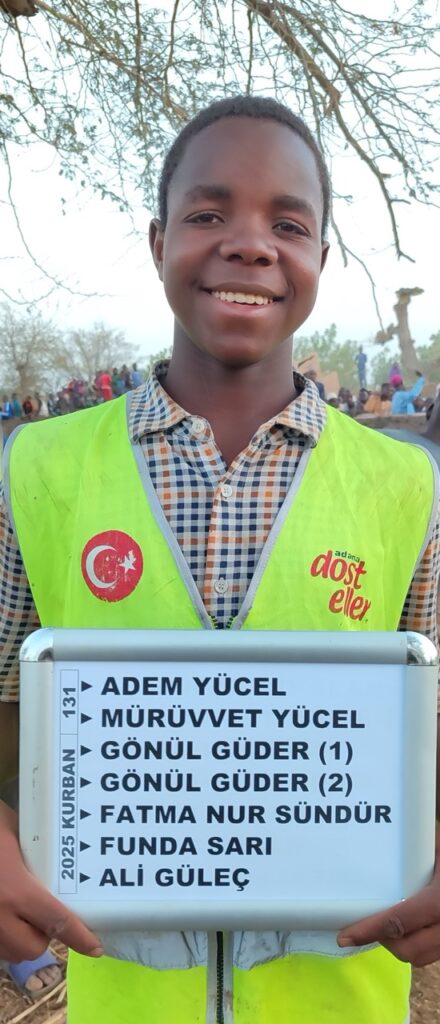 adana
dost
eller
2025 KURBAN 131
ADEM YÜCEL
MÜRÜVVET YÜCEL
GÖNÜL GÜDER (1)
GÖNÜL GÜDER (2)
FATMA NUR SÜNDÜR
FUNDA SARI
ALİ GÜLEÇ